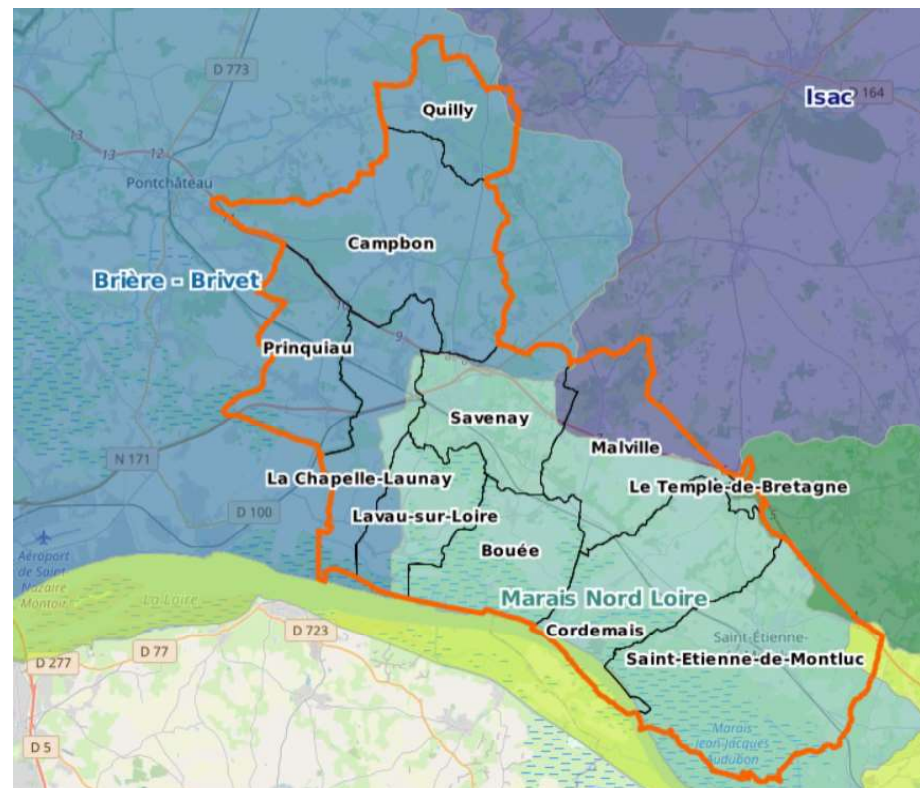 D 773
Quilly
Isac
D 164
13
13
12
Pontchâteau
Campbon
Brière - Brivet
Prinquiau
9
Savenay
Malville
N 171
La Chapelle-Launay
Le Temple-de-Bretagne
D 100
Lavau-sur-Loire
5
Bouée
Aéroport
de Saint
Nazaire
Montoir
La Loire
Marais Nord Loire
D 723
Cordemais
Saint-Étienne-
D 77
D 277
Saint-Etienne-de-Montluc
Marais
Jean-Jacques
Audubon
D 5